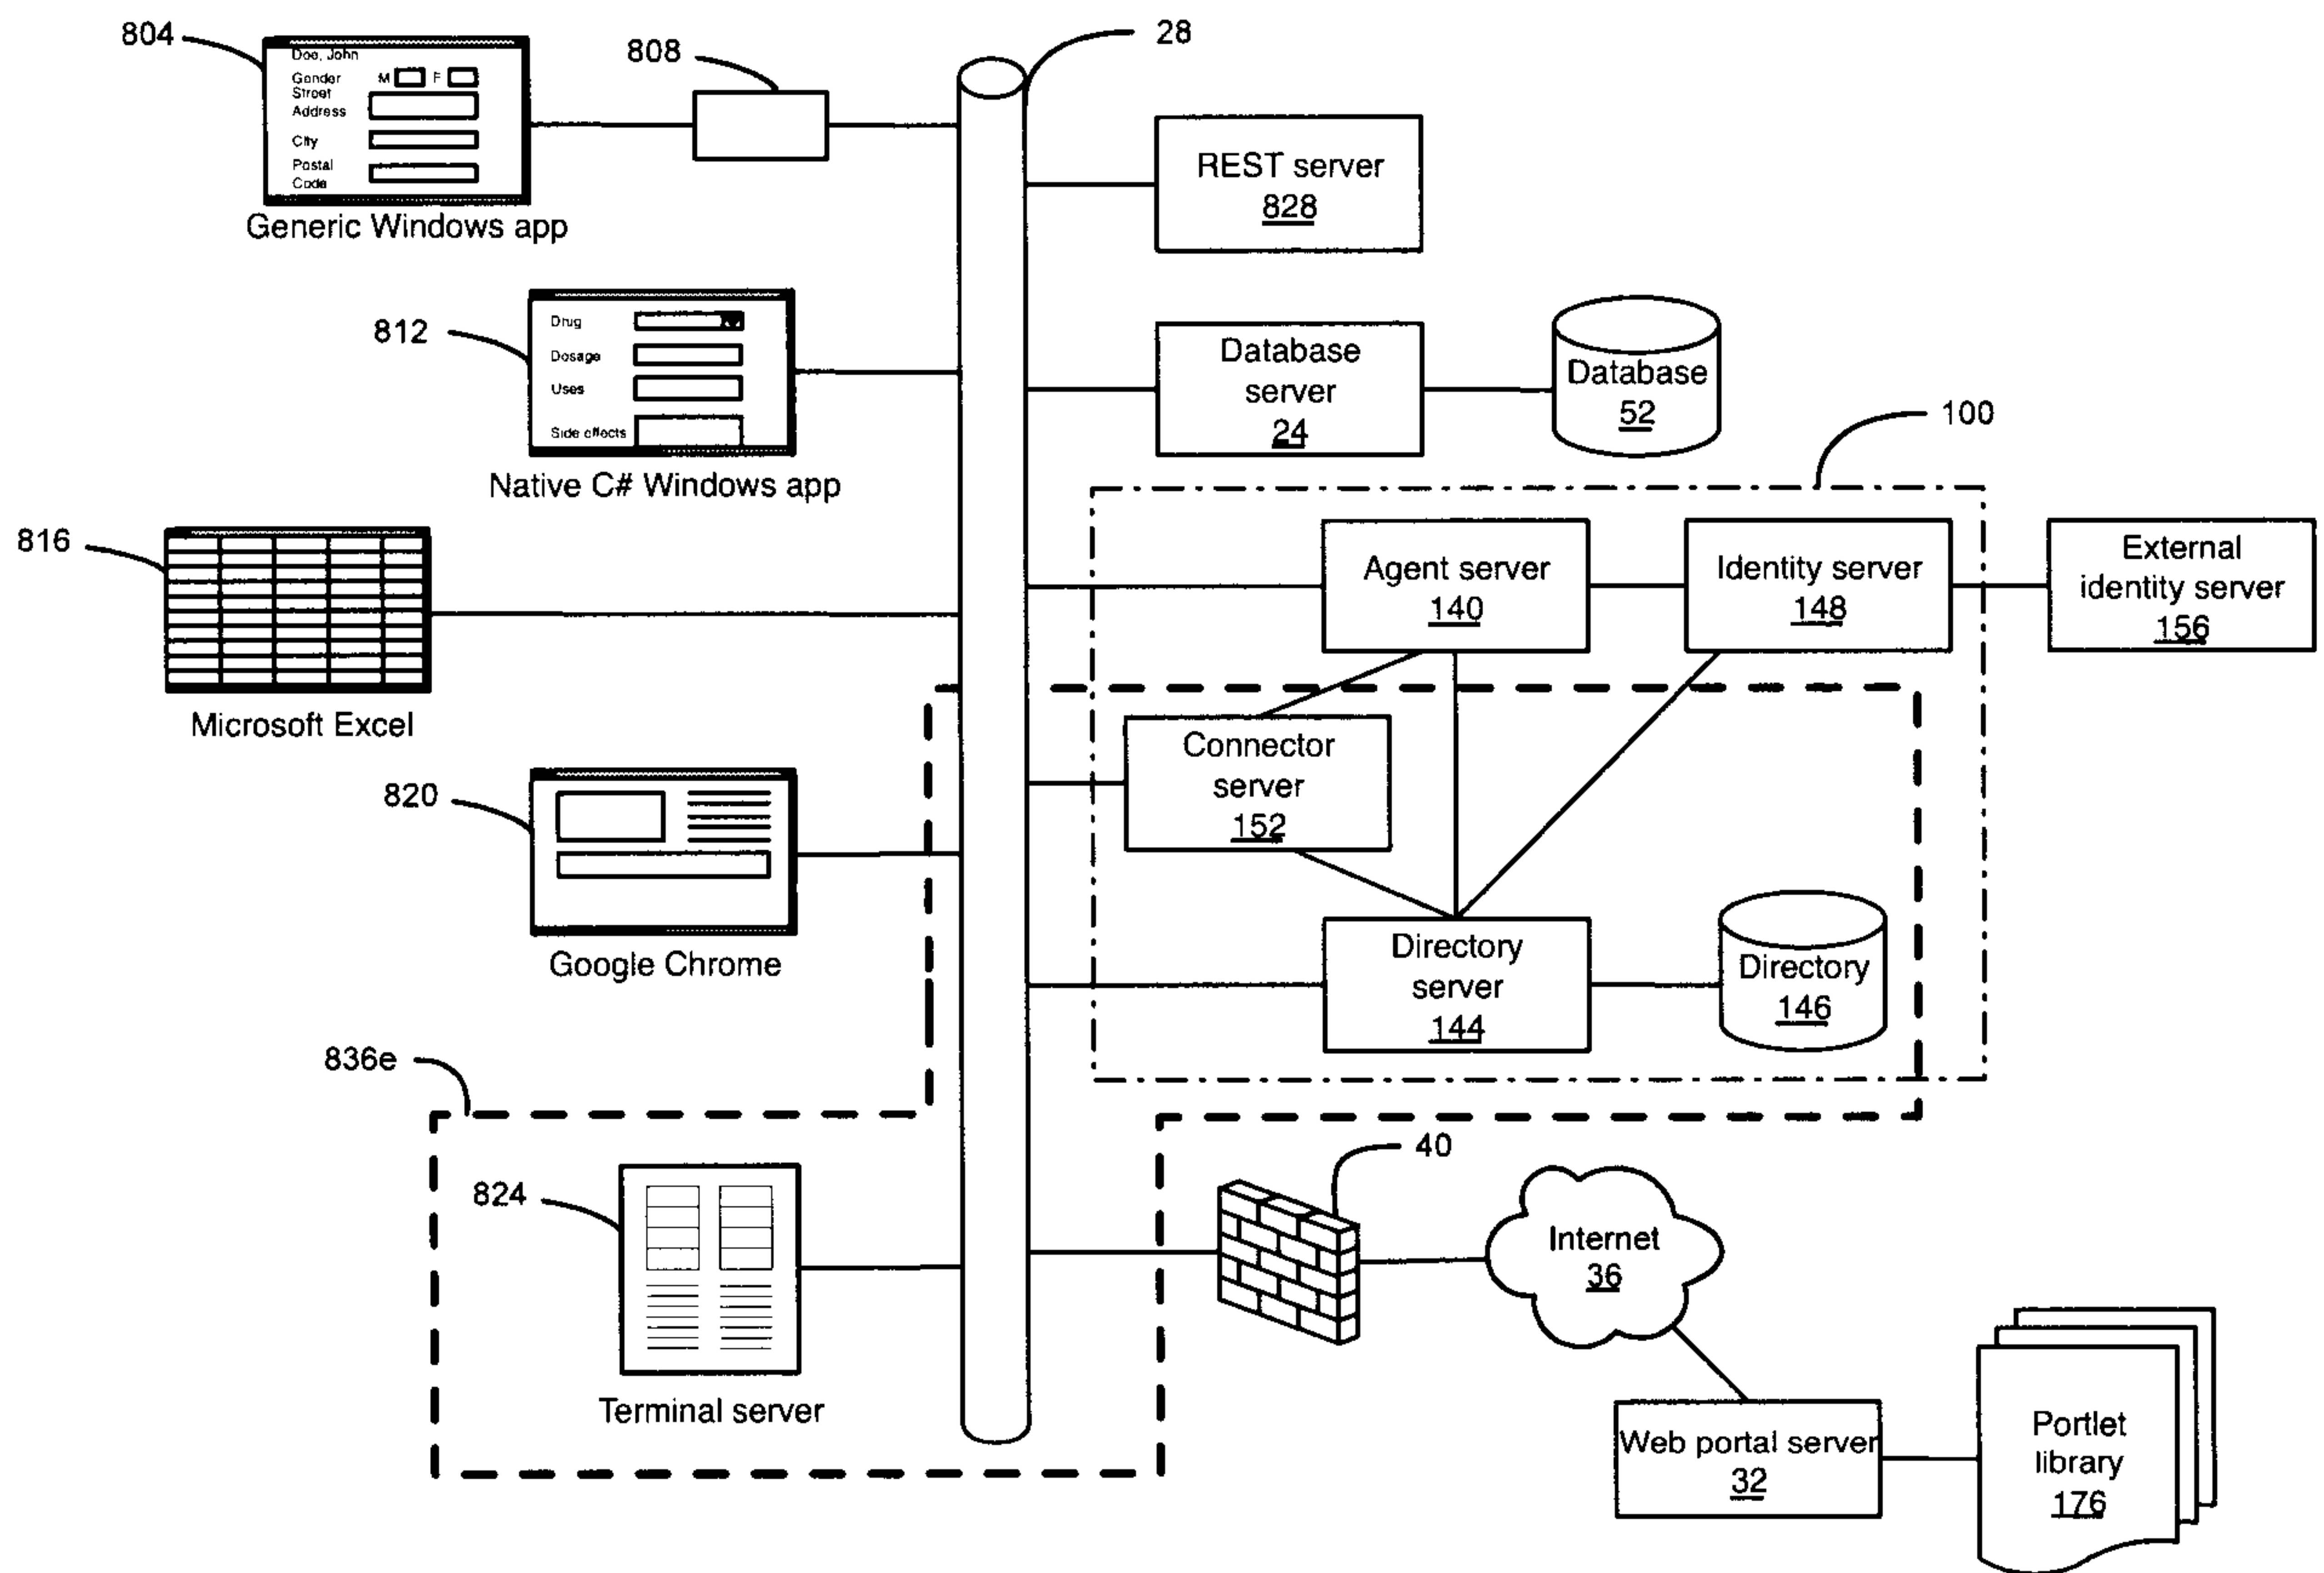 804
Doe, John
Gender M F
Street
Address
City
Postal
Code
Generic Windows app
808
28
REST server
828
812
Drug
Dosage
Uses
Side effects
Native C# Windows app
Database
server
24
Database
52
100
816
Microsoft Excel
Agent server
140
Identity server
148
External
identity server
156
820
Google Chrome
Connector
server
152
Directory
server
144
Directory
146
836e
824
Terminal server
40
Internet
36
Web portal server
32
Portlet
library
176